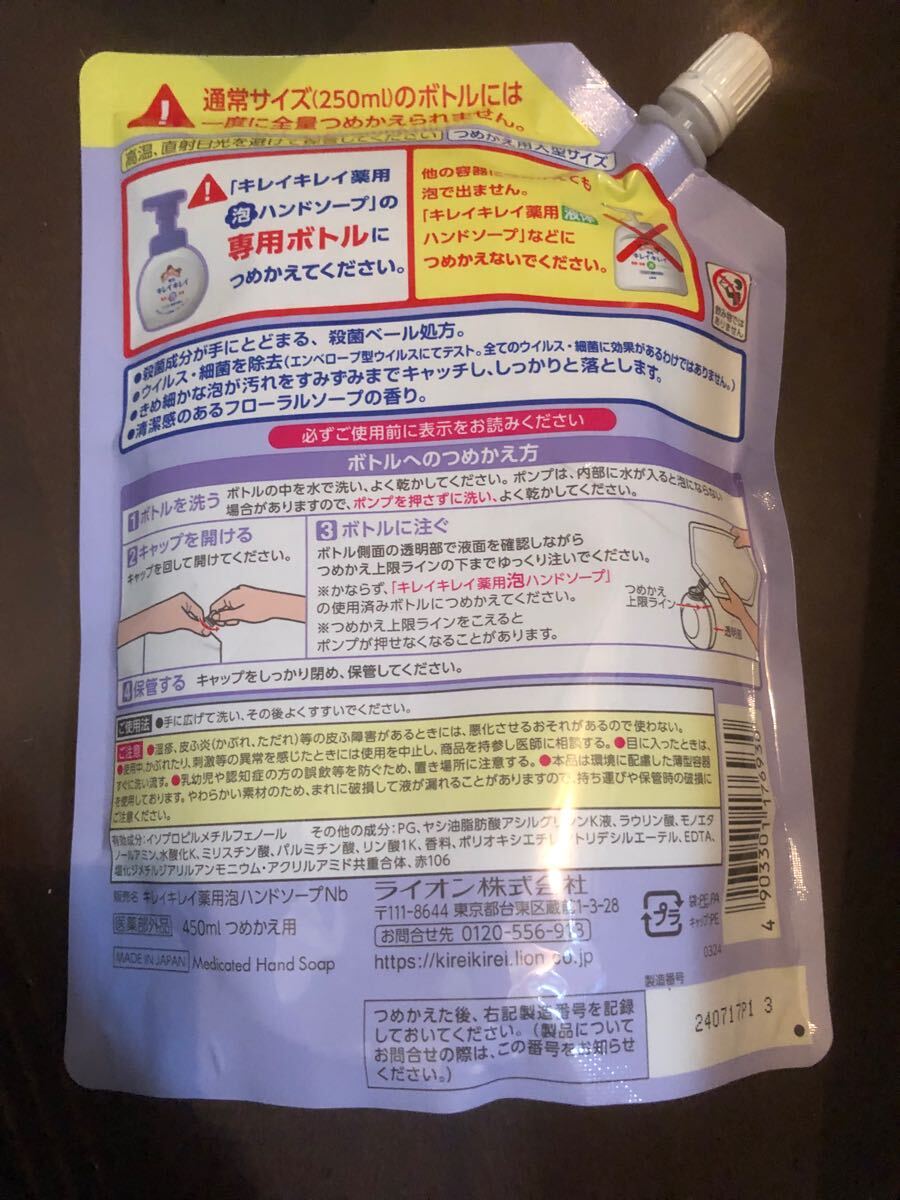 通常サイズ(250ml)のボトルには
一度に全量つめかえられません。
高温、直射日光を避けて保管してください
つめかえ用大型サイズ
「キレイキレイ薬用
泡ハンドソープ」の
専用ボトルに
つめかえてください。
キレイキレイ
他の容器に
泡で出ません。
「キレイキレイ薬用液体
ハンドソープ」などに
つめかえないでください。
キレイキレイ
飲み物では
ありません。
●殺菌成分が手にとどまる、殺菌ベール処方。
●ウイルス・細菌を除去(エンベロープ型ウイルスにてテスト。全てのウイルス・細菌に効果があるわけではありません。)
●きめ細かな泡が汚れをすみずみまでキャッチし、しっかりと落とします。
●清潔感のあるフローラルソープの香り。
必ずご使用前に表示をお読みください
ボトルへのつめかえ方
1ボトルを洗う ボトルの中を水で洗い、よく乾かしてください。ポンプは、内部に水が入ると泡にならない
場合がありますので、ポンプを押さずに洗い、よく乾かしてください。
2キャップを開ける
キャップを回して開けてください。
3ボトルに注ぐ
ボトル側面の透明部で液面を確認しながら
つめかえ上限ラインの下までゆっくり注いでください。
※かならず、「キレイキレイ薬用泡ハンドソープ」
の使用済みボトルにつめかえてください。
※つめかえ上限ラインをこえると
ポンプが押せなくなることがあります。
つめかえ
上限ライン
透明部
4保管する キャップをしっかり閉め、保管してください。
ご使用法 ●手に広げて洗い、その後よくすすいでください。
ご注意 ●湿疹、皮ふ炎(かぶれ、ただれ)等の皮ふ障害があるときには、悪化させるおそれがあるので使わない。
●使用中、かぶれたり、刺激等の異常を感じたときには使用を中止し、商品を持参し医師に相談する。●目に入ったときは、
すぐに洗い流す。●乳幼児や認知症の方の誤飲等を防ぐため、置き場所に注意する。●本品は環境に配慮した薄型容器
を使用しております。やわらかい素材のため、まれに破損して液が漏れることがありますので、持ち運びや保管時の破損に
ご注意ください。
有効成分:イソプロピルメチルフェノール その他の成分:PG、ヤシ油脂肪酸アシルグリシンK液、ラウリン酸、モノエタ
ノールアミン、水酸化K、ミリスチン酸、パルミチン酸、リン酸1K、香料、ポリオキシエチレントリデシルエーテル、EDTA、
塩化ジメチルジアリルアンモニウム・アクリルアミド共重合体、赤106
販売名 キレイキレイ薬用泡ハンドソープNb
医薬部外品 450ml つめかえ用
MADE IN JAPAN Medicated Hand Soap
ライオン株式会社
〒111-8644 東京都台東区蔵前1-3-28
お問合せ先 0120-556-913
https://kireikirei.lion.co.jp
プラ
袋:PE,PA
キャップ:PE
0324
製造番号
240717P1 3
つめかえた後、右記製造番号を記録
しておいてください。(製品について
お問合せの際は、この番号をお知らせ
ください。)